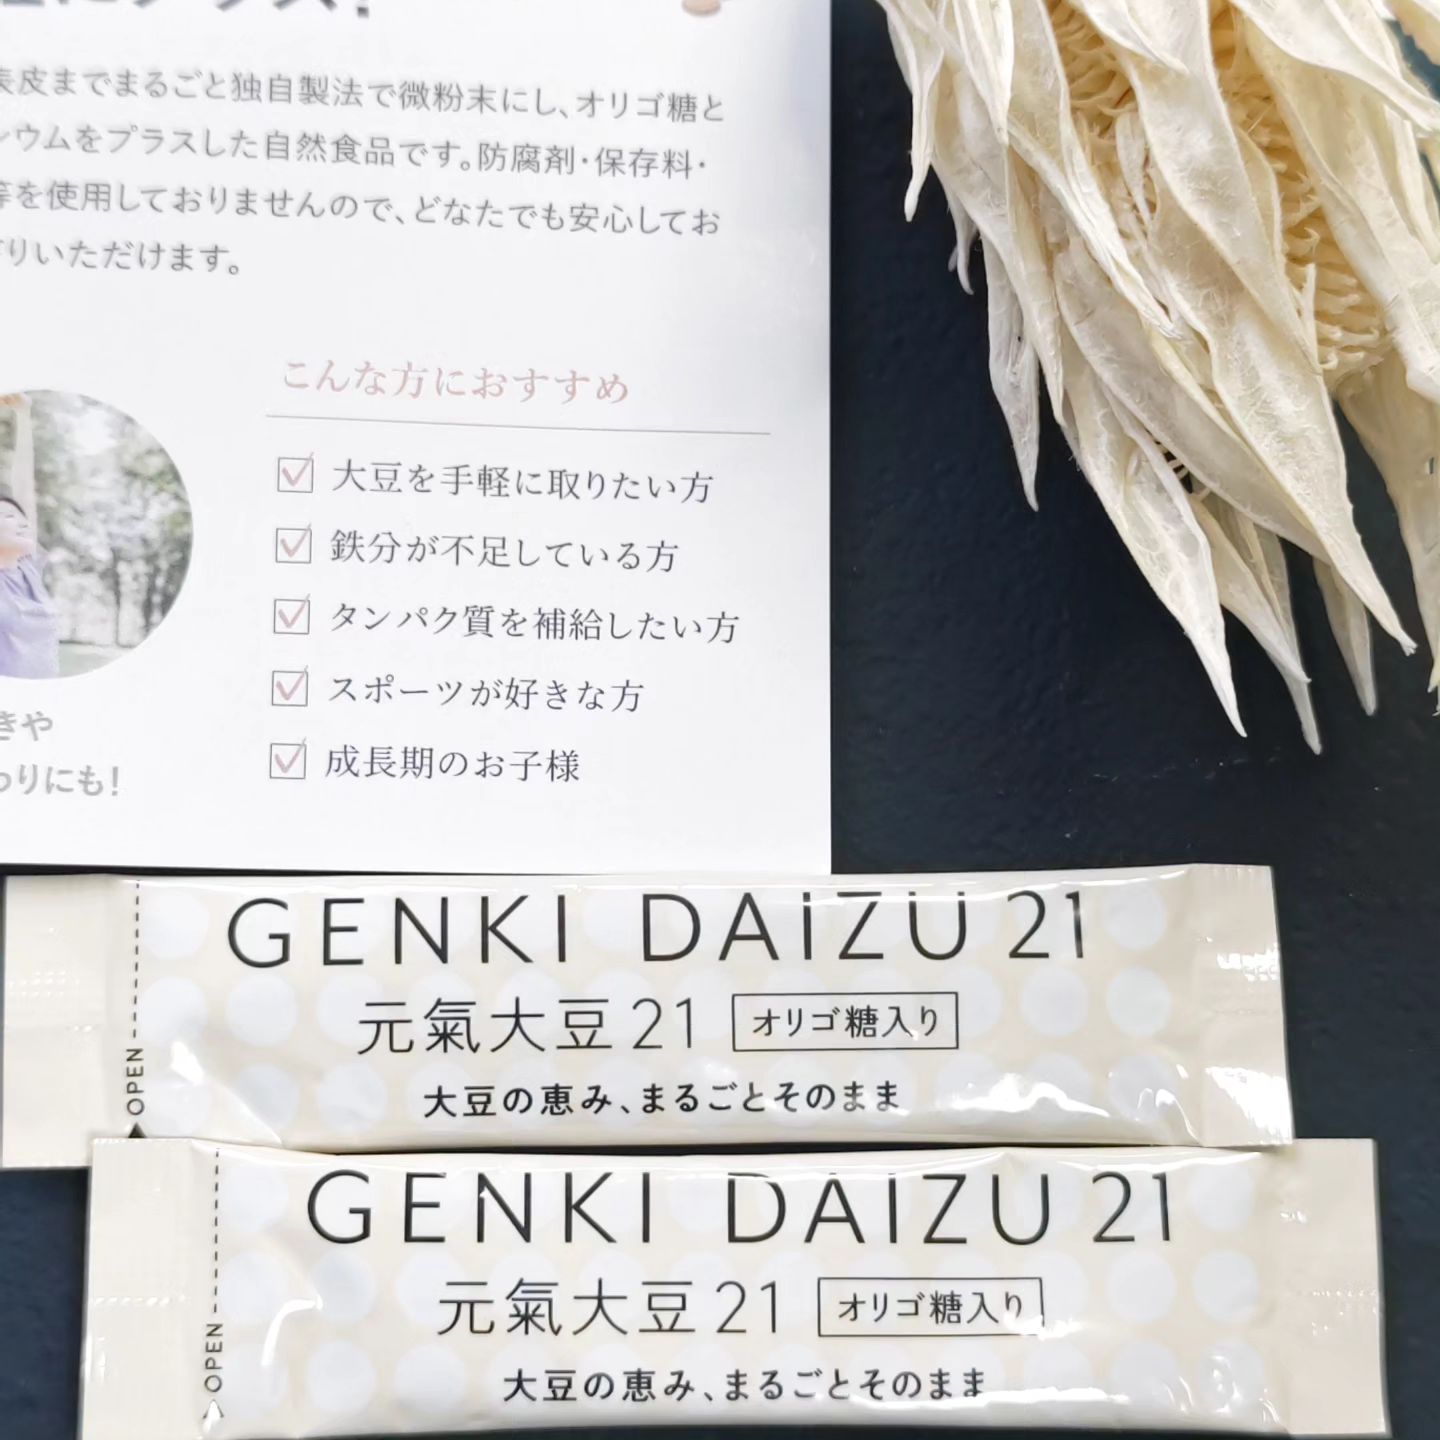 表皮までまるごと独自製法で微粉末にし、オリゴ糖と
シウムをプラスした自然食品です。防腐剤・保存料・
等を使用しておりませんので、どなたでも安心してお
りいただけます。
こんな方におすすめ
大豆を手軽に取りたい方
鉄分が不足している方
タンパク質を補給したい方
スポーツが好きな方
成長期のお子様
きや
わりにも!
GENKI DAIZU 21
元氣大豆21 オリゴ糖入り
大豆の恵み、まるごとそのまま
OPEN
GENKI DAIZU 21
元氣大豆21 オリゴ糖入り
大豆の恵み、まるごとそのまま
OPEN